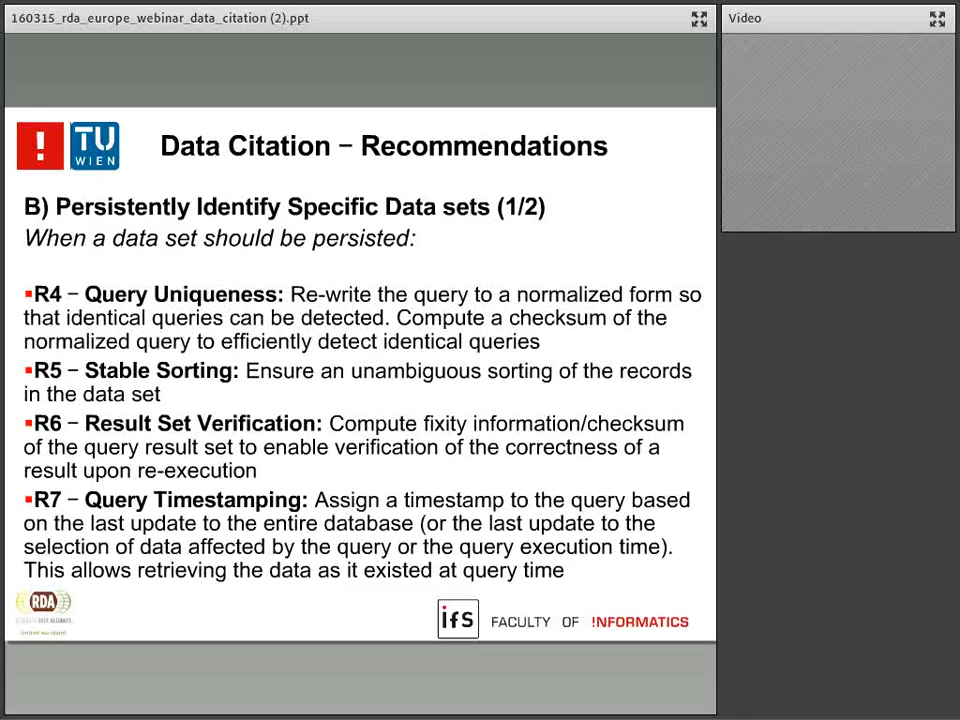 160315_rda_europe_webinar_data_citation (2).ppt
Video
! TU
WIEN
Data Citation − Recommendations
B) Persistently Identify Specific Data sets (1/2)
When a data set should be persisted:
▪R4 − Query Uniqueness: Re-write the query to a normalized form so
that identical queries can be detected. Compute a checksum of the
normalized query to efficiently detect identical queries
▪R5 − Stable Sorting: Ensure an unambiguous sorting of the records
in the data set
▪R6 − Result Set Verification: Compute fixity information/checksum
of the query result set to enable verification of the correctness of a
result upon re-execution
▪R7 − Query Timestamping: Assign a timestamp to the query based
on the last update to the entire database (or the last update to the
selection of data affected by the query or the query execution time).
This allows retrieving the data as it existed at query time
RDA
ifs FACULTY OF !NFORMATICS